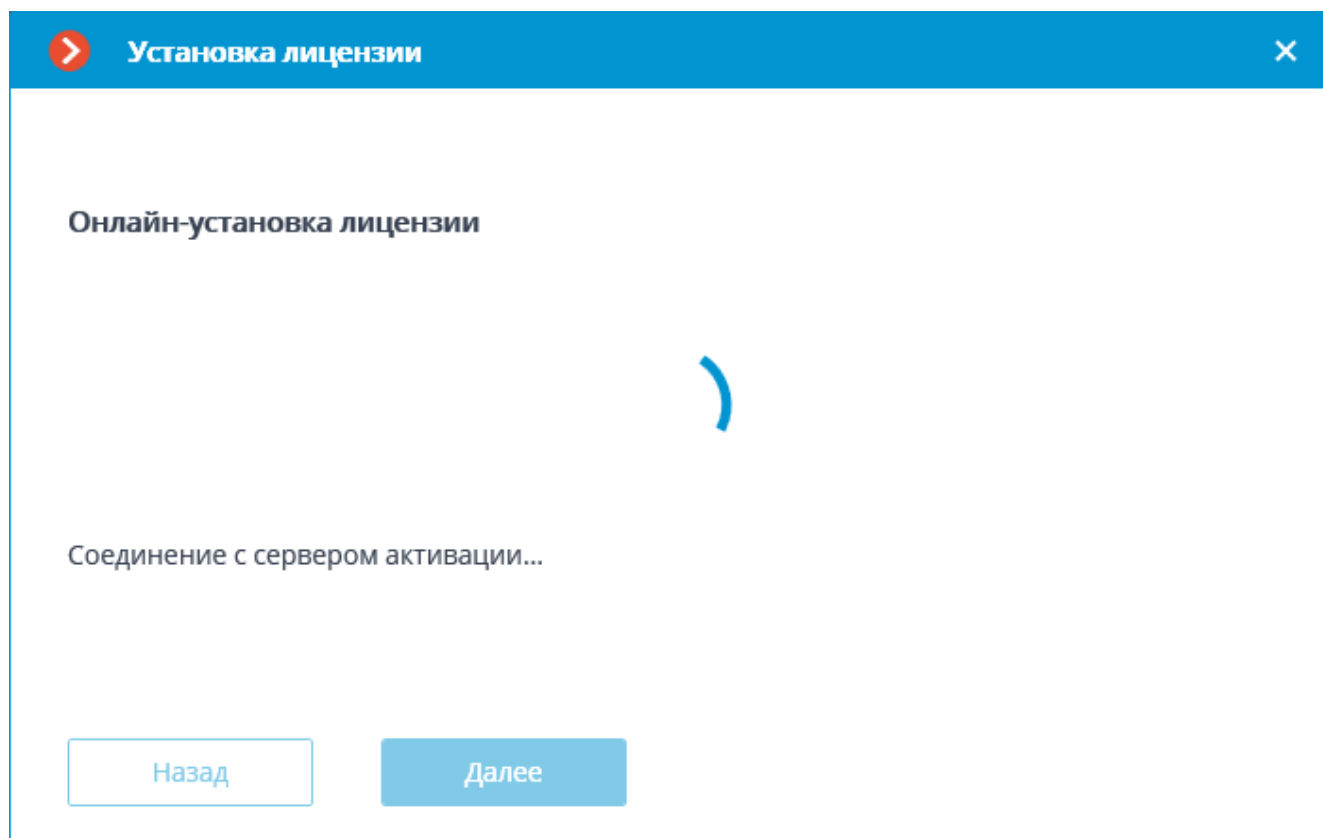 Установка лицензии
Онлайн-установка лицензии
Соединение с сервером активации...
Назад
Далее